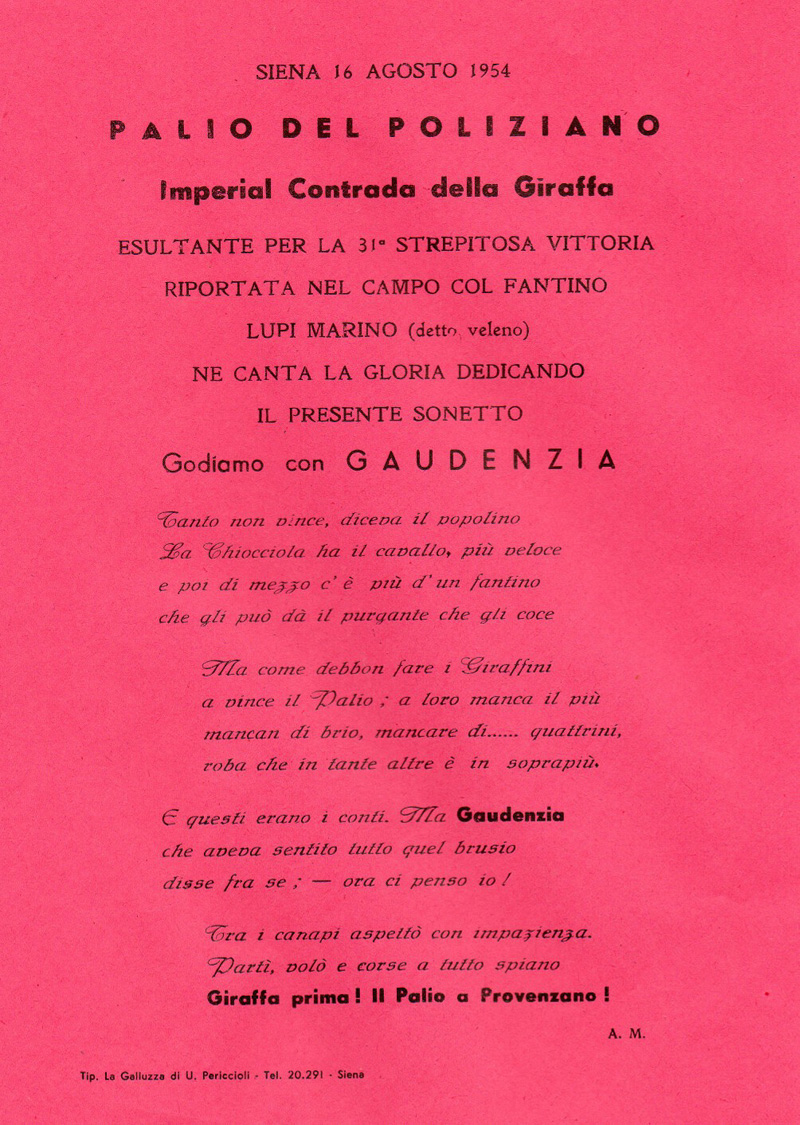 SIENA 16 AGOSTO 1954
PALIO DEL POLIZIANO
Imperial Contrada della Giraffa
ESULTANTE PER LA 31ª STREPITOSA VITTORIA
RIPORTATA NEL CAMPO COL FANTINO
LUPI MARINO (detto veleno)
NE CANTA LA GLORIA DEDICANDO
IL PRESENTE SONETTO
Godiamo con GAUDENZIA
Tanto non vince, diceva il popolino
La Chiocciola ha il cavallo, più veloce
e poi di mezzo c' è più d' un fantino
che gli può dà il purgante che gli coce
Ma come debbon fare i Giraffini
a vince il Palio ; a loro manca il più
mancan di brio, mancare di...... quattrini,
roba che in tante altre è in soprapiù.
E questi erano i conti. Ma Gaudenzia
che aveva sentito tutto quel brusio
disse fra se ; — ora ci penso io !
Tra i canapi aspettò con impazienza.
Partì, volò e corse a tutto spiano
Giraffa prima ! Il Palio a Provenzano !
A. M.
Tip. La Galluzza di U. Periccioli - Tel. 20.291 - Siena